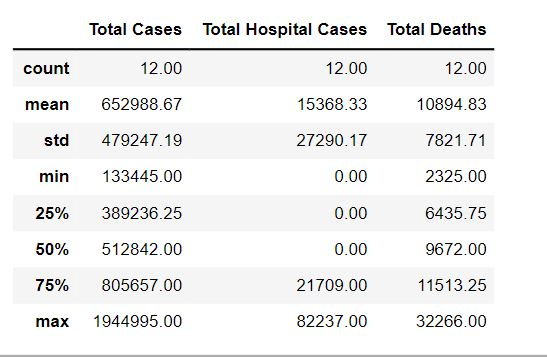 Total Cases Total Hospital Cases Total Deaths
count 12.00 12.00 12.00
mean 652988.67 15368.33 10894.83
std 479247.19 27290.17 7821.71
min 133445.00 0.00 2325.00
25% 389236.25 0.00 6435.75
50% 512842.00 0.00 9672.00
75% 805657.00 21709.00 11513.25
max 1944995.00 82237.00 32266.00